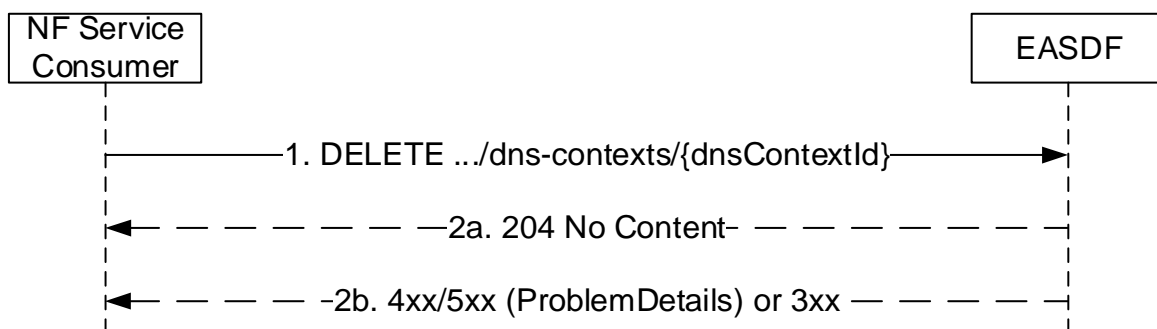 NF Service
Consumer
EASDF
1. DELETE .../dns-contexts/{dnsContextId}
2a. 204 No Content
2b. 4xx/5xx (ProblemDetails) or 3xx